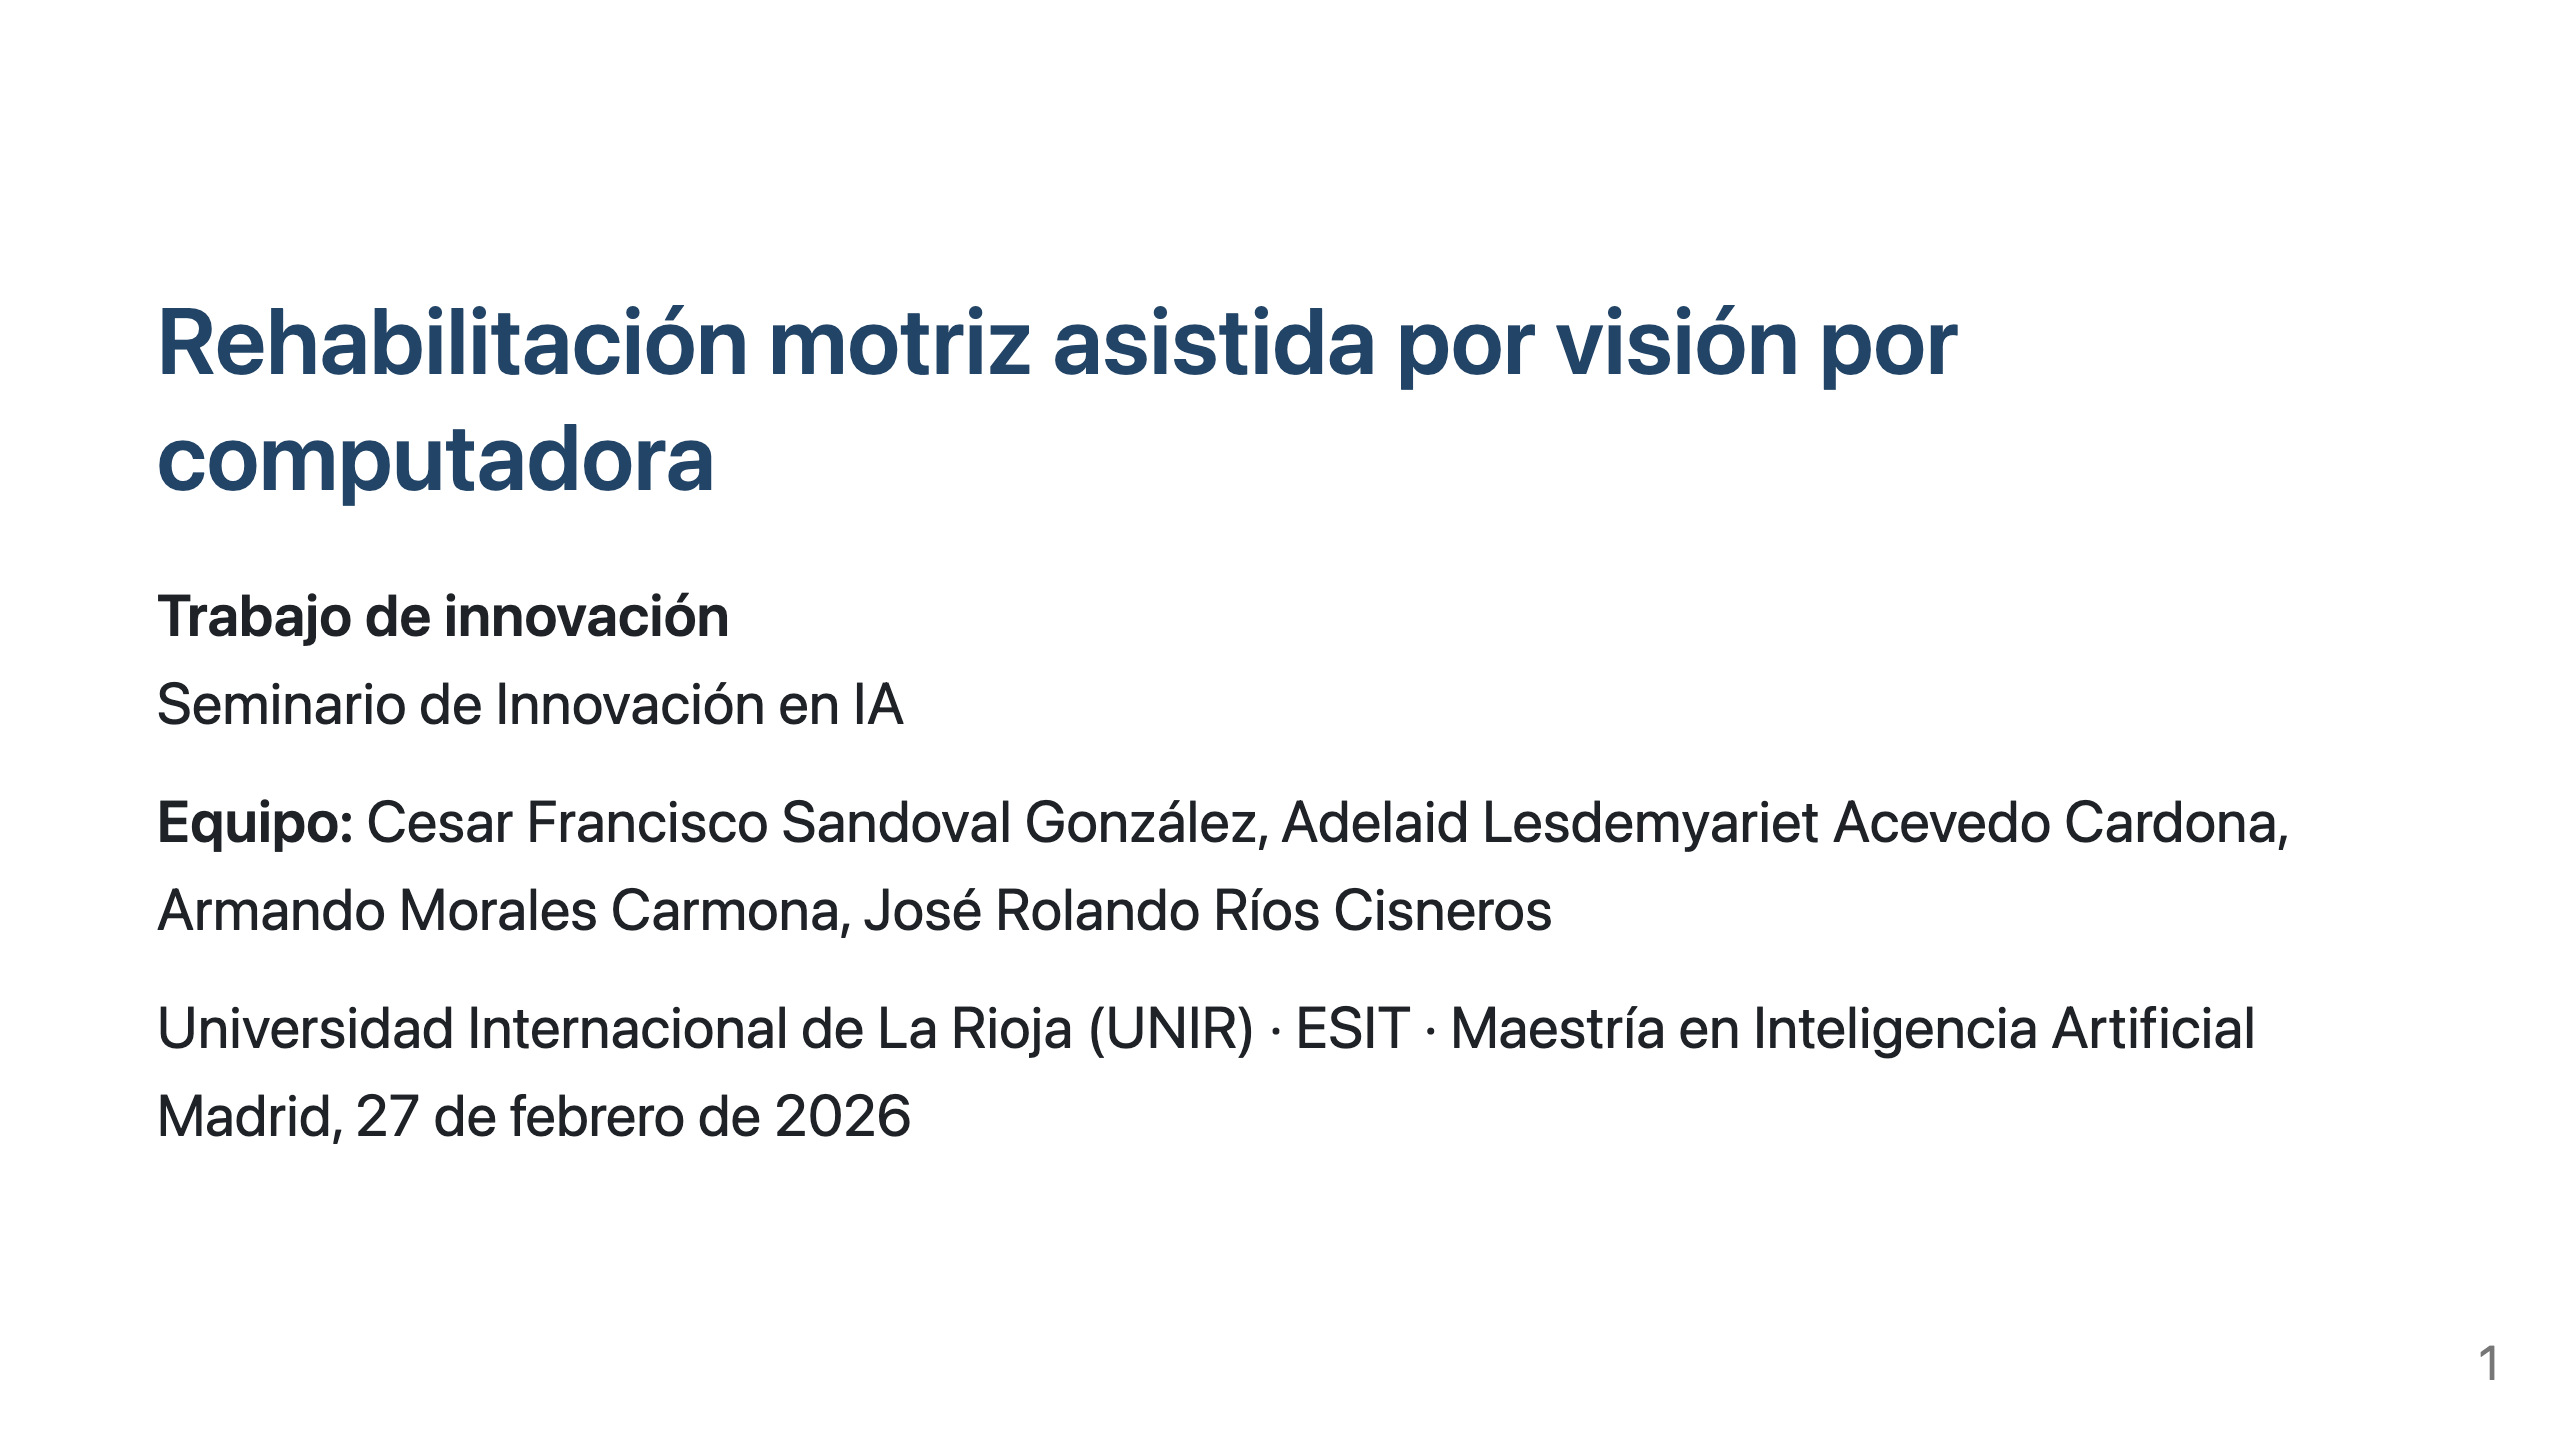 Rehabilitación motriz asistida por visión por
computadora
Trabajo de innovación
Seminario de Innovación en IA
Equipo: Cesar Francisco Sandoval González, Adelaid Lesdemyariet Acevedo Cardona,
Armando Morales Carmona, José Rolando Ríos Cisneros
Universidad Internacional de La Rioja (UNIR) · ESIT · Maestría en Inteligencia Artificial
Madrid, 27 de febrero de 2026
1